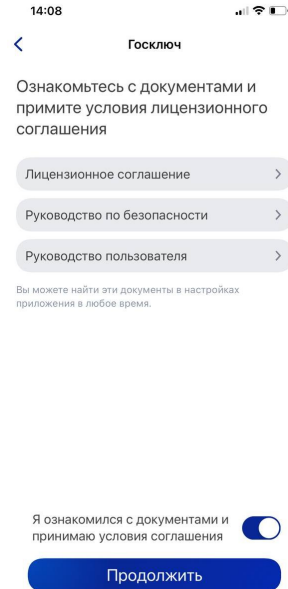 14:08
Госключ
Ознакомьтесь с документами и
примите условия лицензионного
соглашения
Лицензионное соглашение
Руководство по безопасности
Руководство пользователя
Вы можете найти эти документы в настройках
приложения в любое время.
Я ознакомился с документами и
принимаю условия соглашения
Продолжить